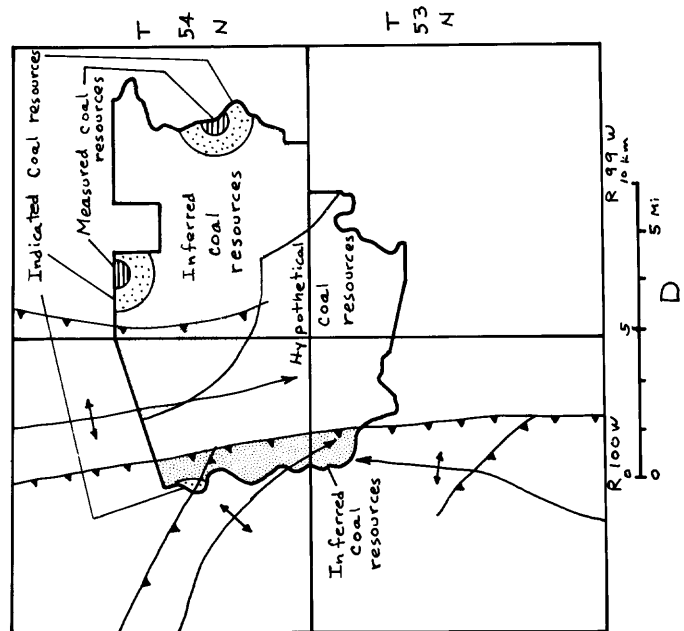 T
54
N
T
53
N
Indicated Coal resources
Measured coal
resources
Inferred
coal
resources
Hypothetical
coal
resources
Inferred
coal
resources
R 100 W
R 99 W
0
5
10 km
0
5 Mi
D